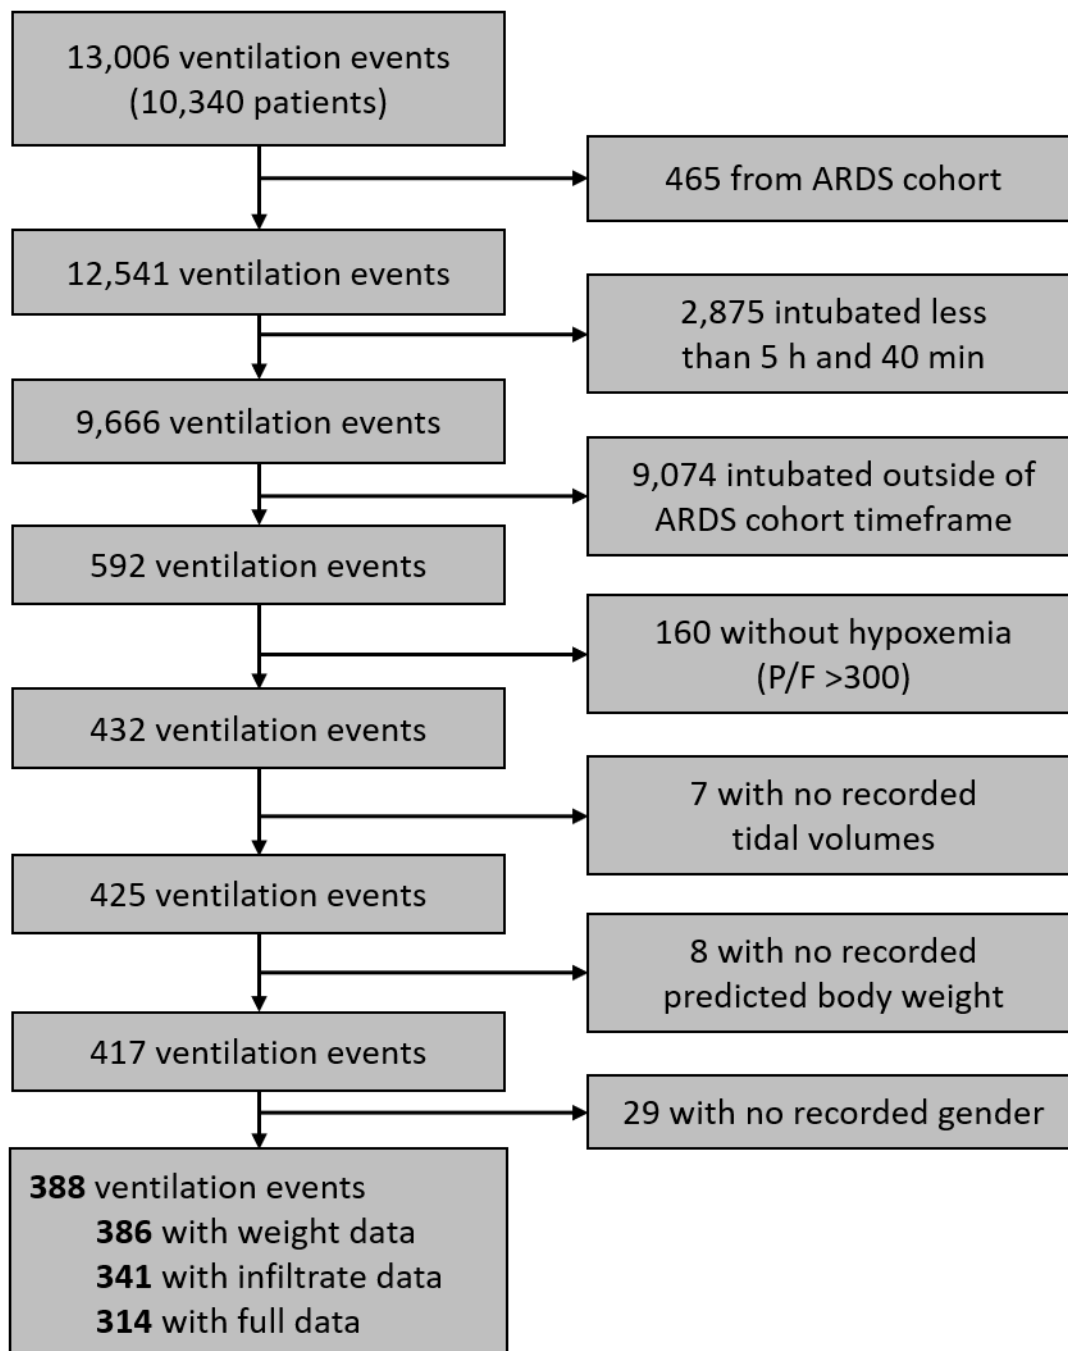 13,006 ventilation events
(10,340 patients)
465 from ARDS cohort
12,541 ventilation events
2,875 intubated less
than 5 h and 40 min
9,666 ventilation events
9,074 intubated outside of
ARDS cohort timeframe
592 ventilation events
160 without hypoxemia
(P/F >300)
432 ventilation events
7 with no recorded
tidal volumes
425 ventilation events
8 with no recorded
predicted body weight
417 ventilation events
29 with no recorded gender
388 ventilation events
386 with weight data
341 with infiltrate data
314 with full data